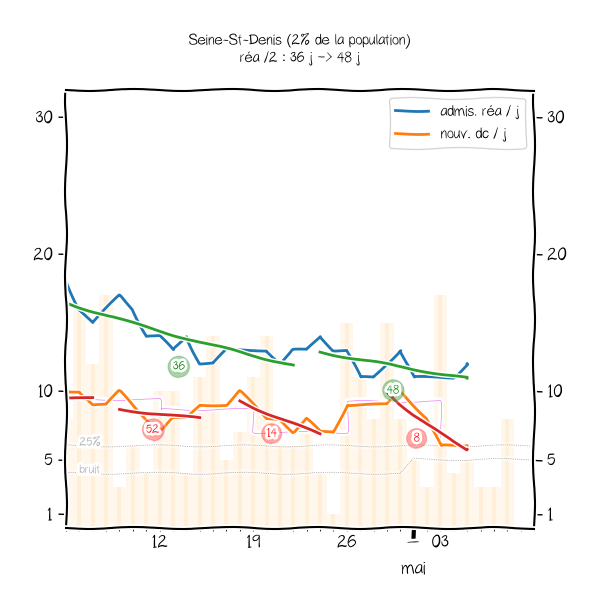 Seine-St-Denis (2% de la population)
réa /2 : 36 j -> 48 j
admis. réa / j
nouv. dc / j
30 30
20 20
10 10
5 5
1 1
36
48
52
14
8
25%
bruit
12 19 26 03
mai